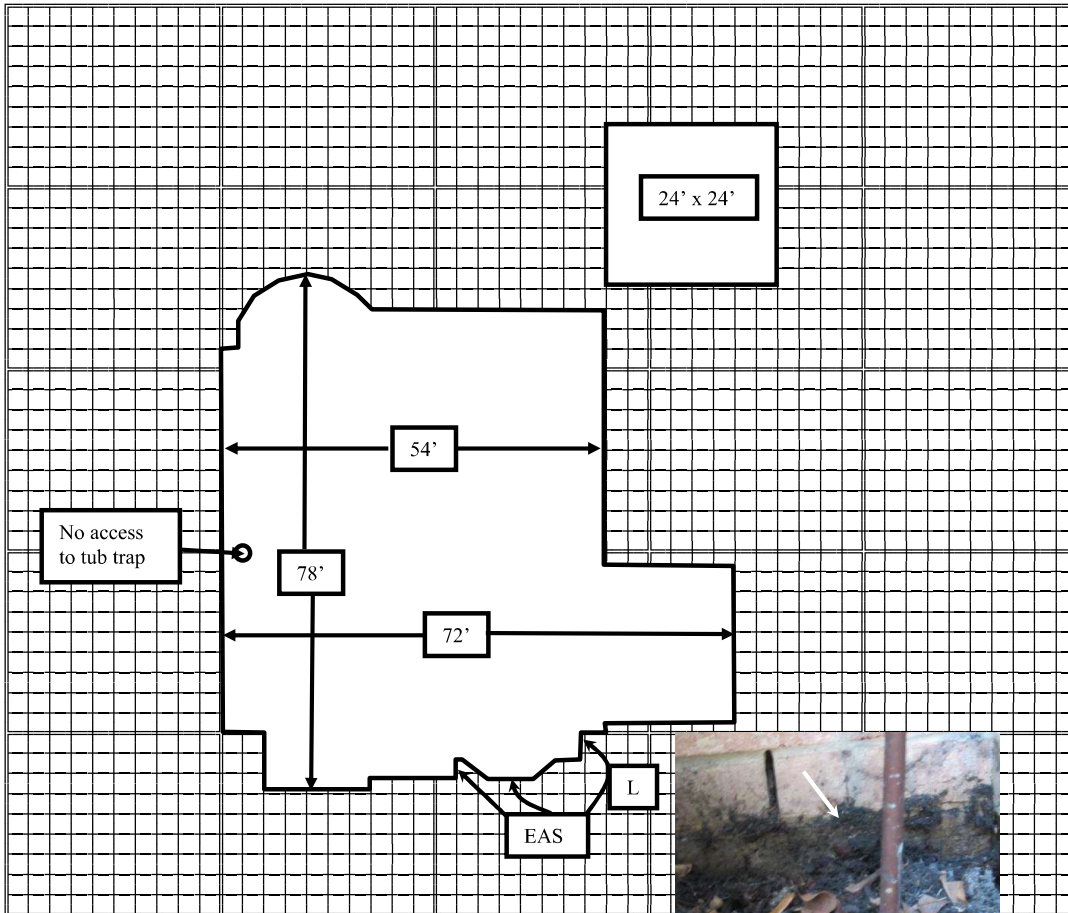 24’ x 24’
54’
No access
to tub trap
78’
72’
L
EAS